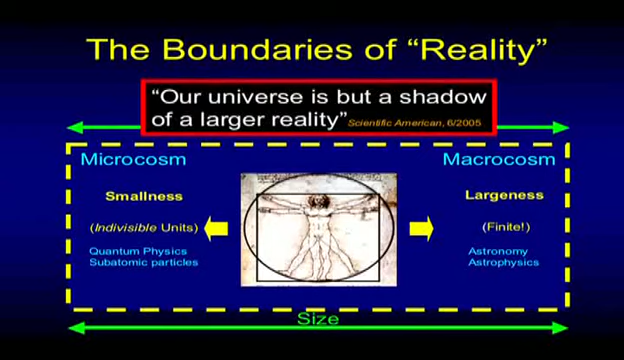 The Boundaries of “Reality”
“Our universe is but a shadow
of a larger reality” Scientific American, 6/2005
Microcosm
Macrocosm
Smallness
Largeness
(Indivisible Units)
(Finite!)
Quantum Physics
Subatomic particles
Astronomy
Astrophysics
Size